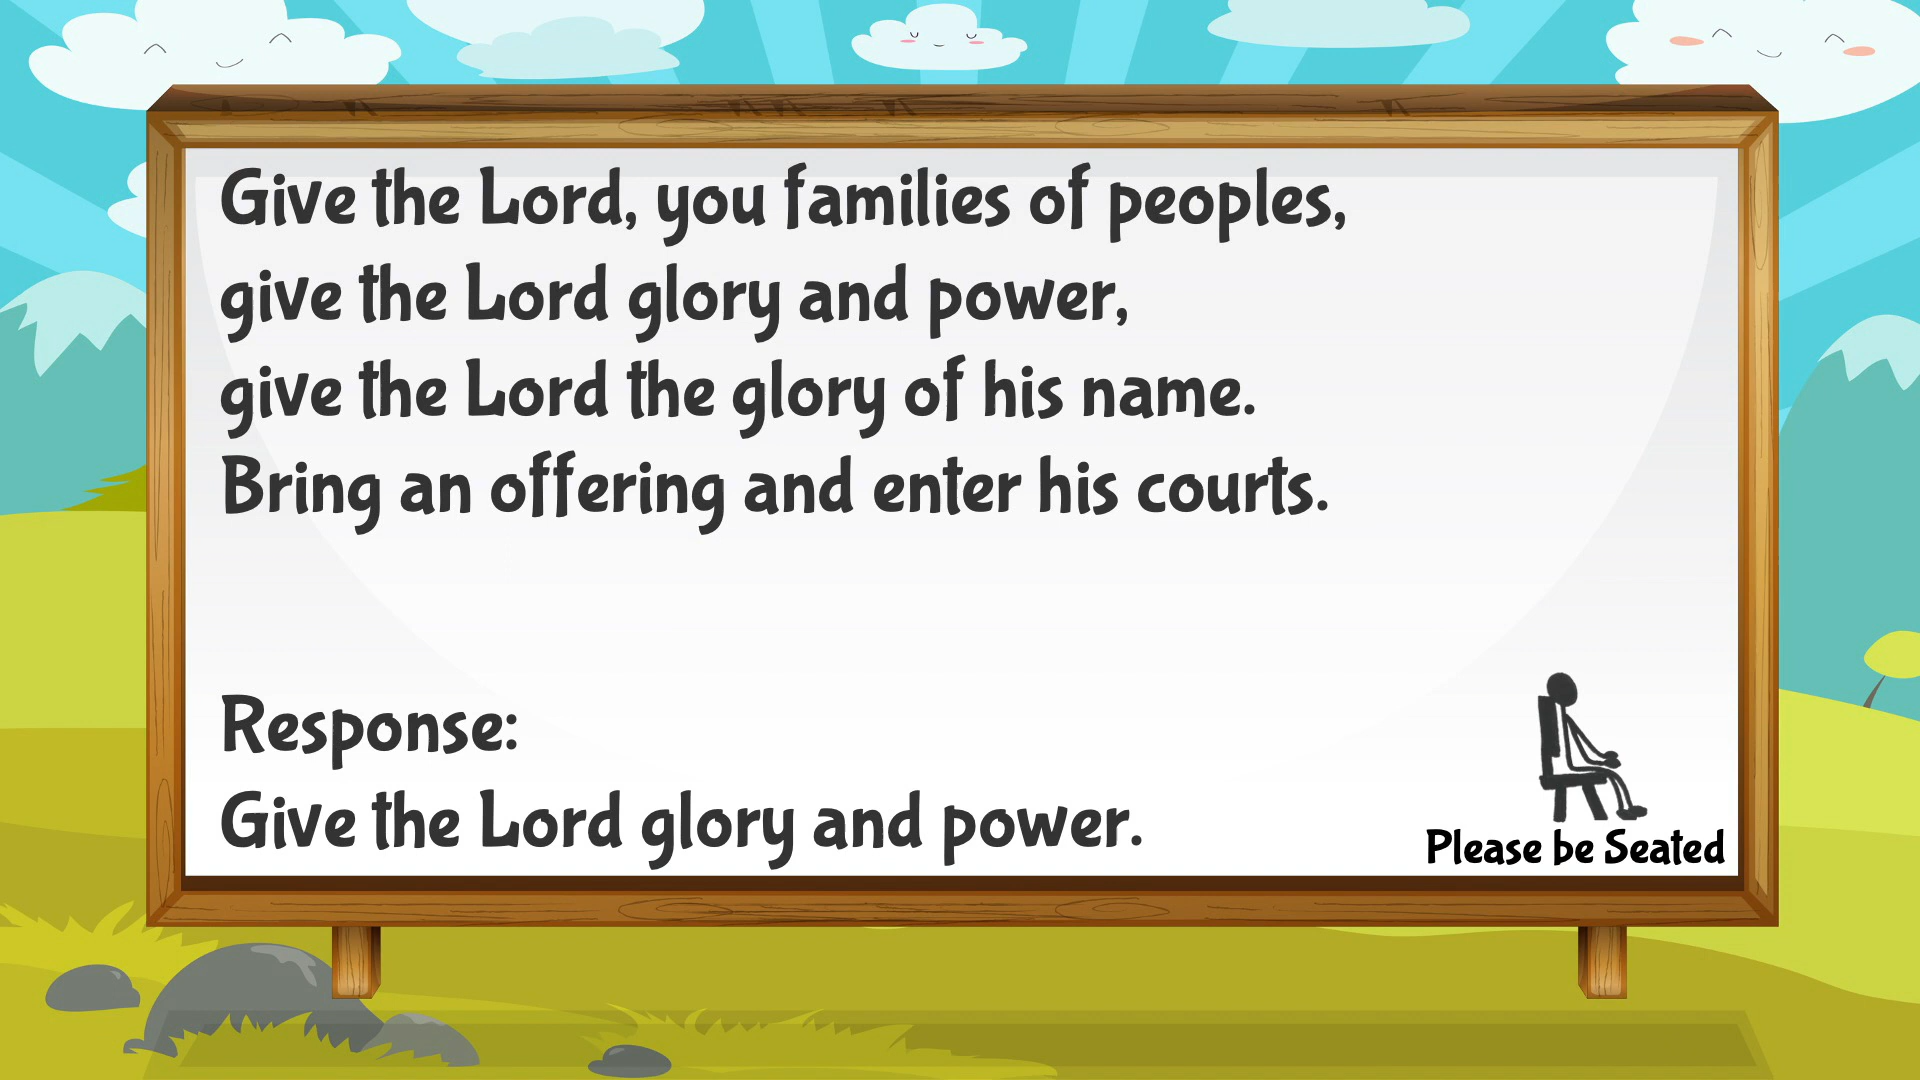 Give the Lord, you families of peoples,
give the Lord glory and power,
give the Lord the glory of his name.
Bring an offering and enter his courts.
Response:
Give the Lord glory and power.
Please be Seated